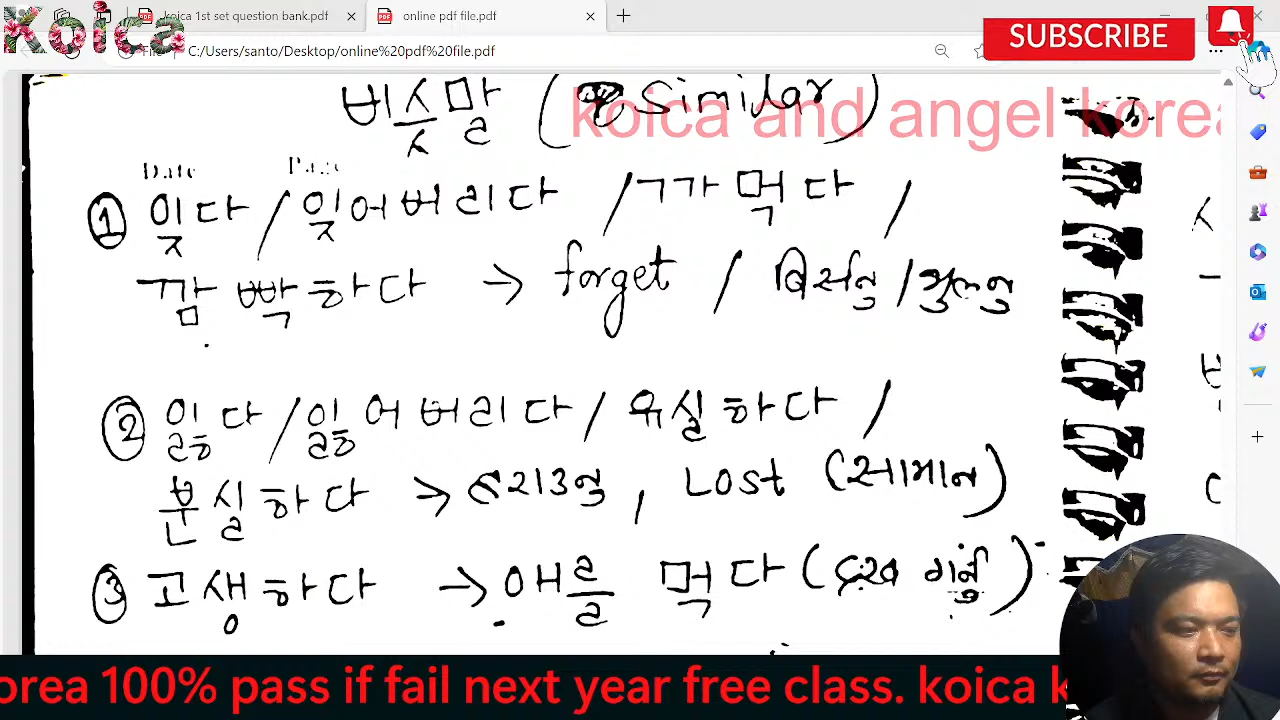 koica 1st set question bank.pdf
online pdf file.pdf
Koica
File
C:/Users/santo/Desktop/online%20pdf%20file.pdf
SUBSCRIBE
비슷말 ( Similar )
koica and angel korea
Date Page
① 잊다 / 잊어버리다 / ㄱ가먹다 /
깜빡하다 → forget / बिर्सनु / भुल्नु
② 잃다 / 잃어버리다 / 유실하다 /
분실하다 → हराउनु , Lost (सामान)
③ 고생하다 → 애를 먹다 (दुःख गर्नु)
orea 100% pass if fail next year free class. koica k